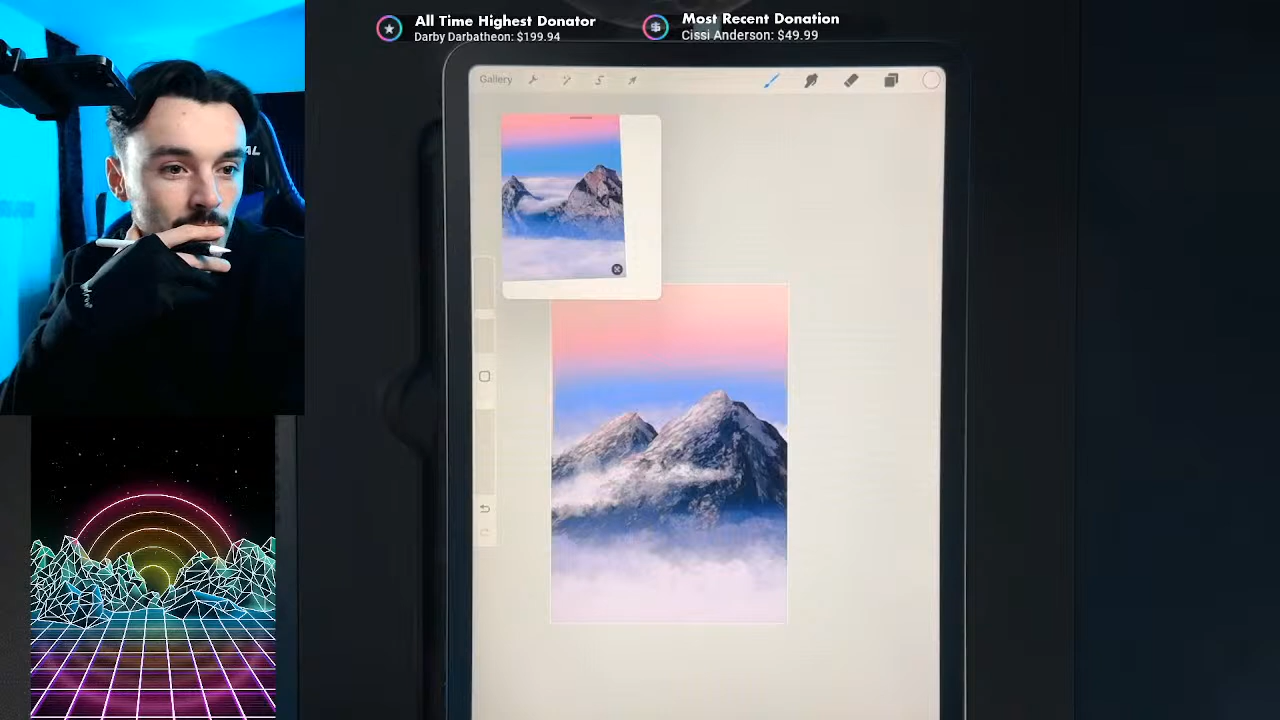 All Time Highest Donator
Darby Darbatheon: $199.94
Most Recent Donation
Cissi Anderson: $49.99
Gallery